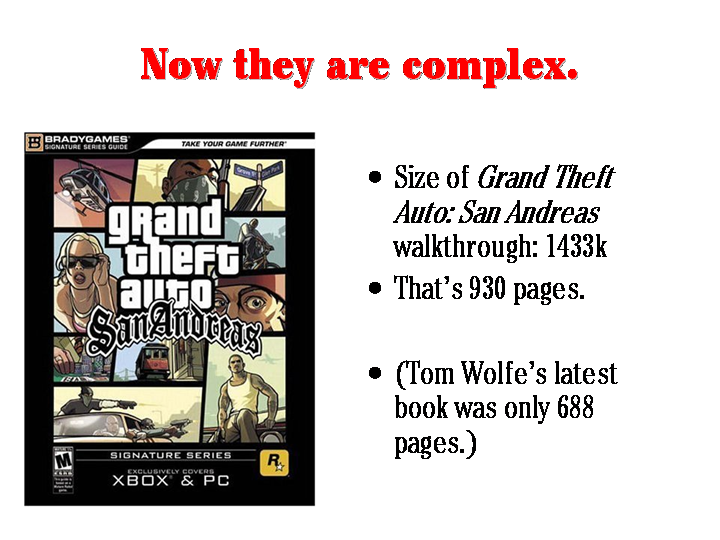 Now they are complex.
BRADYGAMES®
SIGNATURE SERIES GUIDE
TAKE YOUR GAME FURTHER®
grand
theft
auto
San Andreas
M
SIGNATURE SERIES
EXCLUSIVELY COVERS
XBOX & PC
R
• Size of Grand Theft
Auto: San Andreas
walkthrough: 1433k
• That’s 930 pages.
• (Tom Wolfe’s latest
book was only 688
pages.)